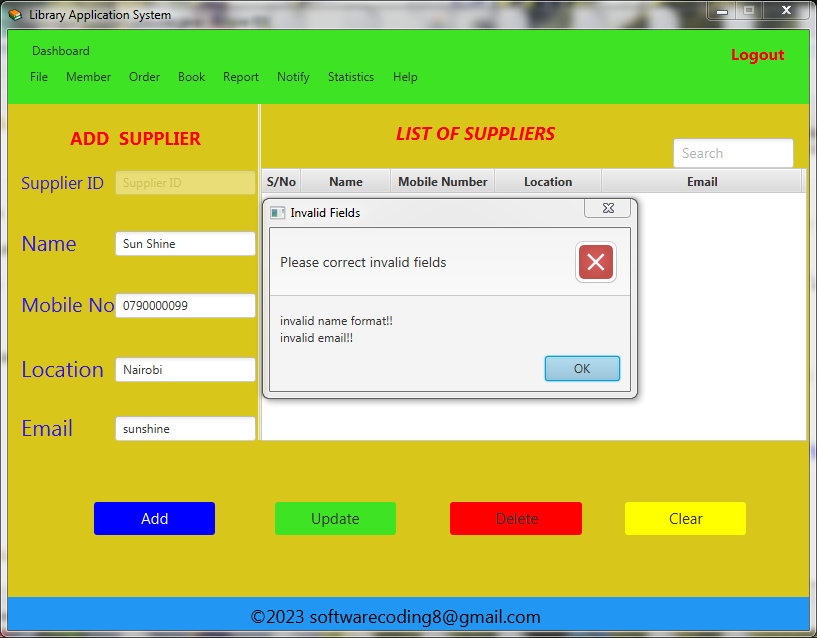 Library Application System
Dashboard
Logout
File Member Order Book Report Notify Statistics Help
ADD SUPPLIER
LIST OF SUPPLIERS
Search
Supplier ID Supplier ID
S/No Name Mobile Number Location Email
Name Sun Shine
Mobile No 0790000099
Location Nairobi
Email sunshine
Invalid Fields
Please correct invalid fields
invalid name format!!
invalid email!!
OK
Add Update Delete Clear
©2023 softwarecoding8@gmail.com